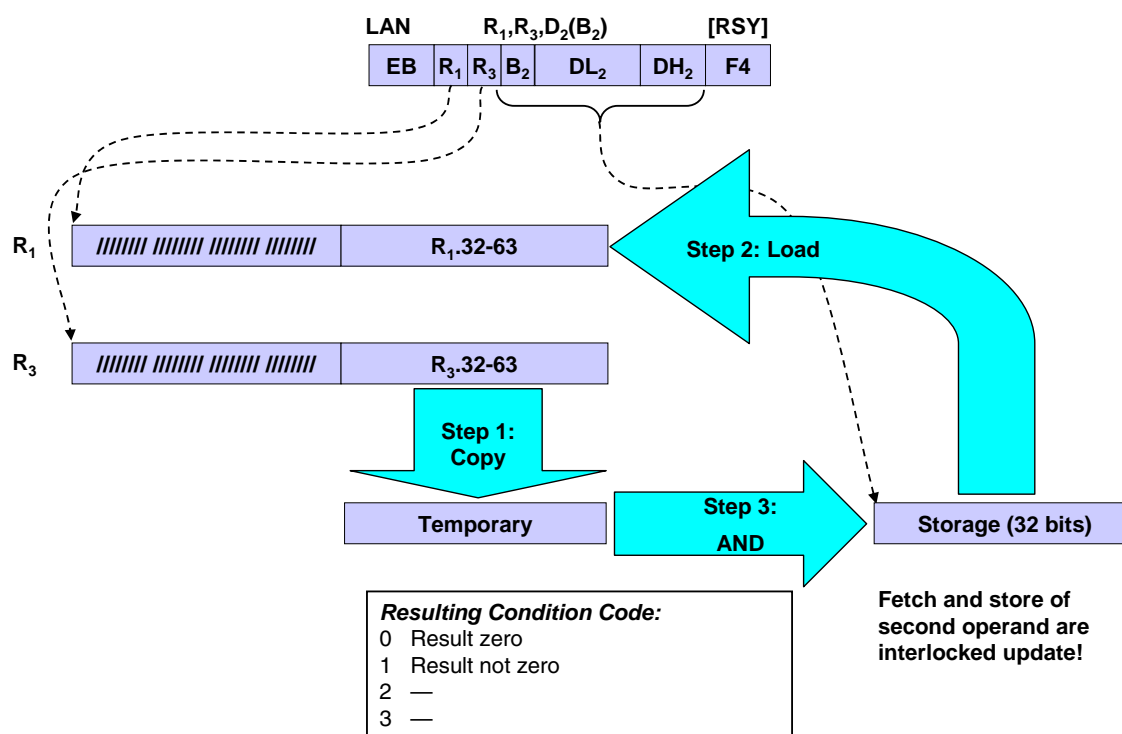 LAN R₁,R₃,D₂(B₂) [RSY]
EB R₁ R₃ B₂ DL₂ DH₂ F4
R₁ //////// //////// //////// //////// R₁.32-63
Step 2: Load
R₃ //////// //////// //////// //////// R₃.32-63
Step 1:
Copy
Temporary
Step 3:
AND
Storage (32 bits)
Resulting Condition Code:
0 Result zero
1 Result not zero
2 —
3 —
Fetch and store of
second operand are
interlocked update!